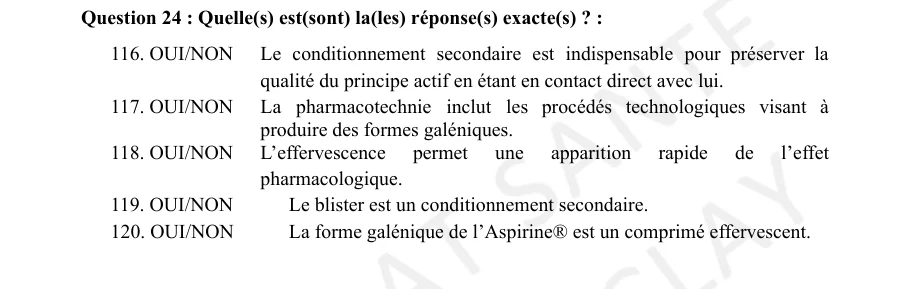 Question 24 : Quelle(s) est(sont) la(les) réponse(s) exacte(s) ? :
116. OUI/NON Le conditionnement secondaire est indispensable pour préserver la
qualité du principe actif en étant en contact direct avec lui.
117. OUI/NON La pharmacotechnie inclut les procédés technologiques visant à
produire des formes galéniques.
118. OUI/NON L’effervescence permet une apparition rapide de l’effet
pharmacologique.
119. OUI/NON Le blister est un conditionnement secondaire.
120. OUI/NON La forme galénique de l’Aspirine® est un comprimé effervescent.